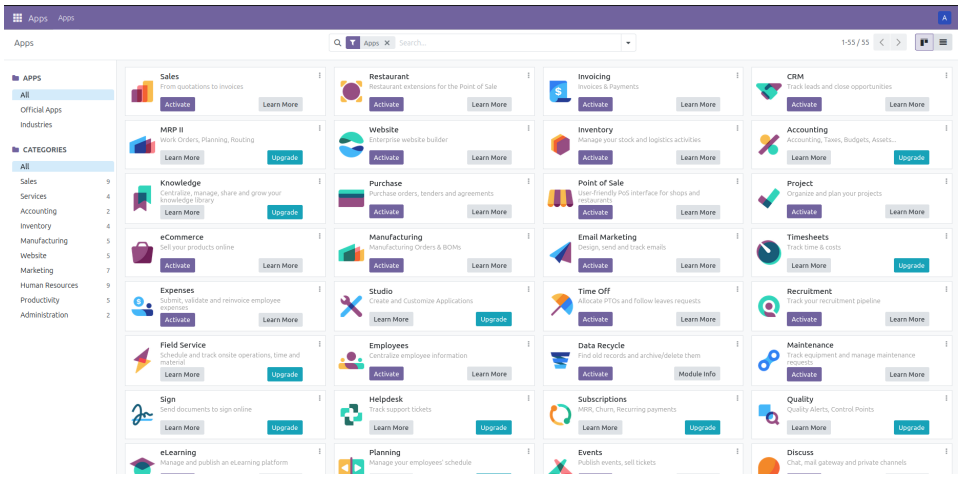 Apps Apps A
Apps Apps × Search... 1-55 / 55
APPS
All
Official Apps
Industries
CATEGORIES
All
Sales 9
Services 4
Accounting 2
Inventory 4
Manufacturing 5
Website 5
Marketing 7
Human Resources 9
Productivity 5
Administration 2
Sales
From quotations to invoices
Activate Learn More
Restaurant
Restaurant extensions for the Point of Sale
Activate Learn More
Invoicing
Invoices & Payments
Activate Learn More
CRM
Track leads and close opportunities
Activate Learn More
MRP II
Work Orders, Planning, Routing
Learn More Upgrade
Website
Enterprise website builder
Activate Learn More
Inventory
Manage your stock and logistics activities
Activate Learn More
Accounting
Accounting, Taxes, Budgets, Assets...
Learn More Upgrade
Knowledge
Centralize, manage, share and grow your
knowledge library
Learn More Upgrade
Purchase
Purchase orders, tenders and agreements
Activate Learn More
Point of Sale
User-friendly PoS interface for shops and
restaurants
Activate Learn More
Project
Organize and plan your projects
Activate Learn More
eCommerce
Sell your products online
Activate Learn More
Manufacturing
Manufacturing Orders & BOMs
Activate Learn More
Email Marketing
Design, send and track emails
Activate Learn More
Timesheets
Track time & costs
Learn More Upgrade
Expenses
Submit, validate and reinvoice employee
expenses
Activate Learn More
Studio
Create and Customize Applications
Learn More Upgrade
Time Off
Allocate PTOs and follow leaves requests
Activate Learn More
Recruitment
Track your recruitment pipeline
Activate Learn More
Field Service
Schedule and track onsite operations, time and
material
Learn More Upgrade
Employees
Centralize employee information
Activate Learn More
Data Recycle
Find old records and archive/delete them
Activate Module Info
Maintenance
Track equipment and manage maintenance
requests
Activate Learn More
Sign
Send documents to sign online
Learn More Upgrade
Helpdesk
Track support tickets
Learn More Upgrade
Subscriptions
MRR, Churn, Recurring payments
Learn More Upgrade
Quality
Quality Alerts, Control Points
Learn More Upgrade
eLearning
Manage and publish an eLearning platform
Planning
Manage your employees' schedule
Events
Publish events, sell tickets
Discuss
Chat, mail gateway and private channels